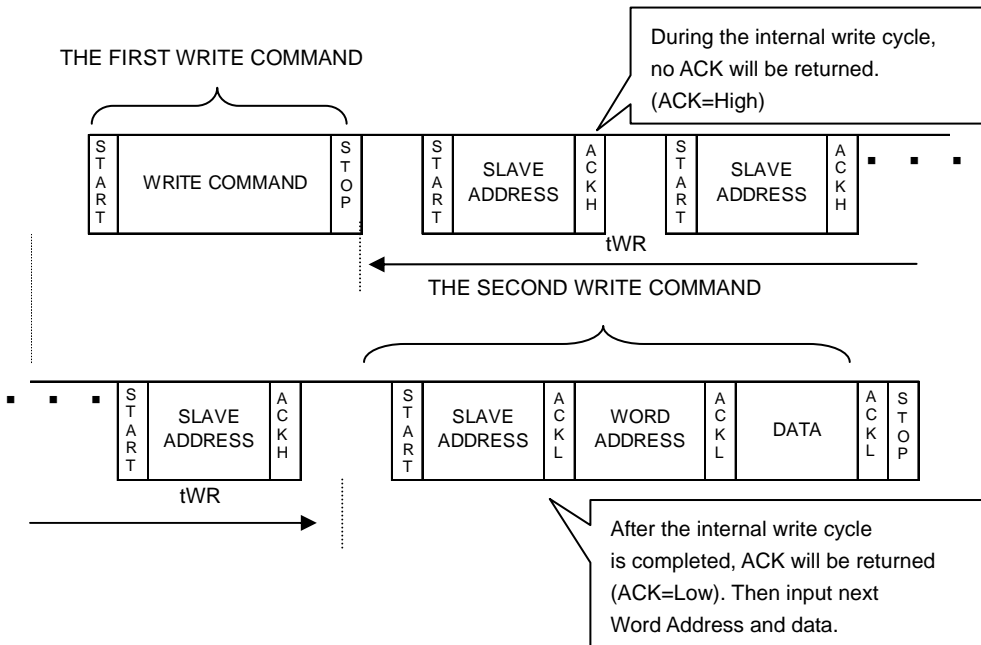 THE FIRST WRITE COMMAND
During the internal write cycle,
no ACK will be returned.
(ACK=High)
START
WRITE COMMAND
STOP
START
SLAVE
ADDRESS
ACKH
START
SLAVE
ADDRESS
ACKH
tWR
THE SECOND WRITE COMMAND
START
SLAVE
ADDRESS
ACKH
START
SLAVE
ADDRESS
ACKL
WORD
ADDRESS
ACKL
DATA
ACKL
STOP
tWR
After the internal write cycle
is completed, ACK will be returned
(ACK=Low). Then input next
Word Address and data.